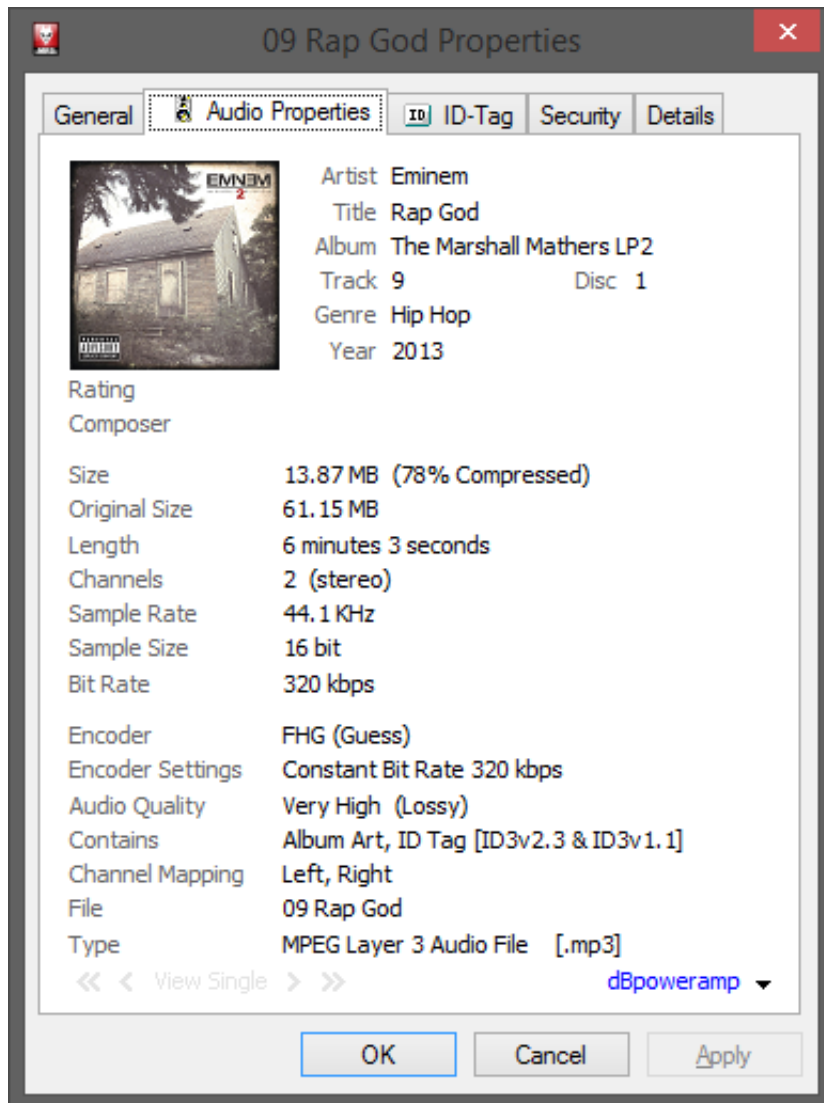 09 Rap God Properties
General
Audio Properties
ID ID-Tag
Security
Details
EMINEM
2
PARENTAL
ADVISORY
Artist Eminem
Title Rap God
Album The Marshall Mathers LP2
Track 9 Disc 1
Genre Hip Hop
Year 2013
Rating
Composer
Size 13.87 MB (78% Compressed)
Original Size 61.15 MB
Length 6 minutes 3 seconds
Channels 2 (stereo)
Sample Rate 44.1 KHz
Sample Size 16 bit
Bit Rate 320 kbps
Encoder FHG (Guess)
Encoder Settings Constant Bit Rate 320 kbps
Audio Quality Very High (Lossy)
Contains Album Art, ID Tag [ID3v2.3 & ID3v1.1]
Channel Mapping Left, Right
File 09 Rap God
Type MPEG Layer 3 Audio File [.mp3]
View Single
dBpoweramp
OK
Cancel
Apply